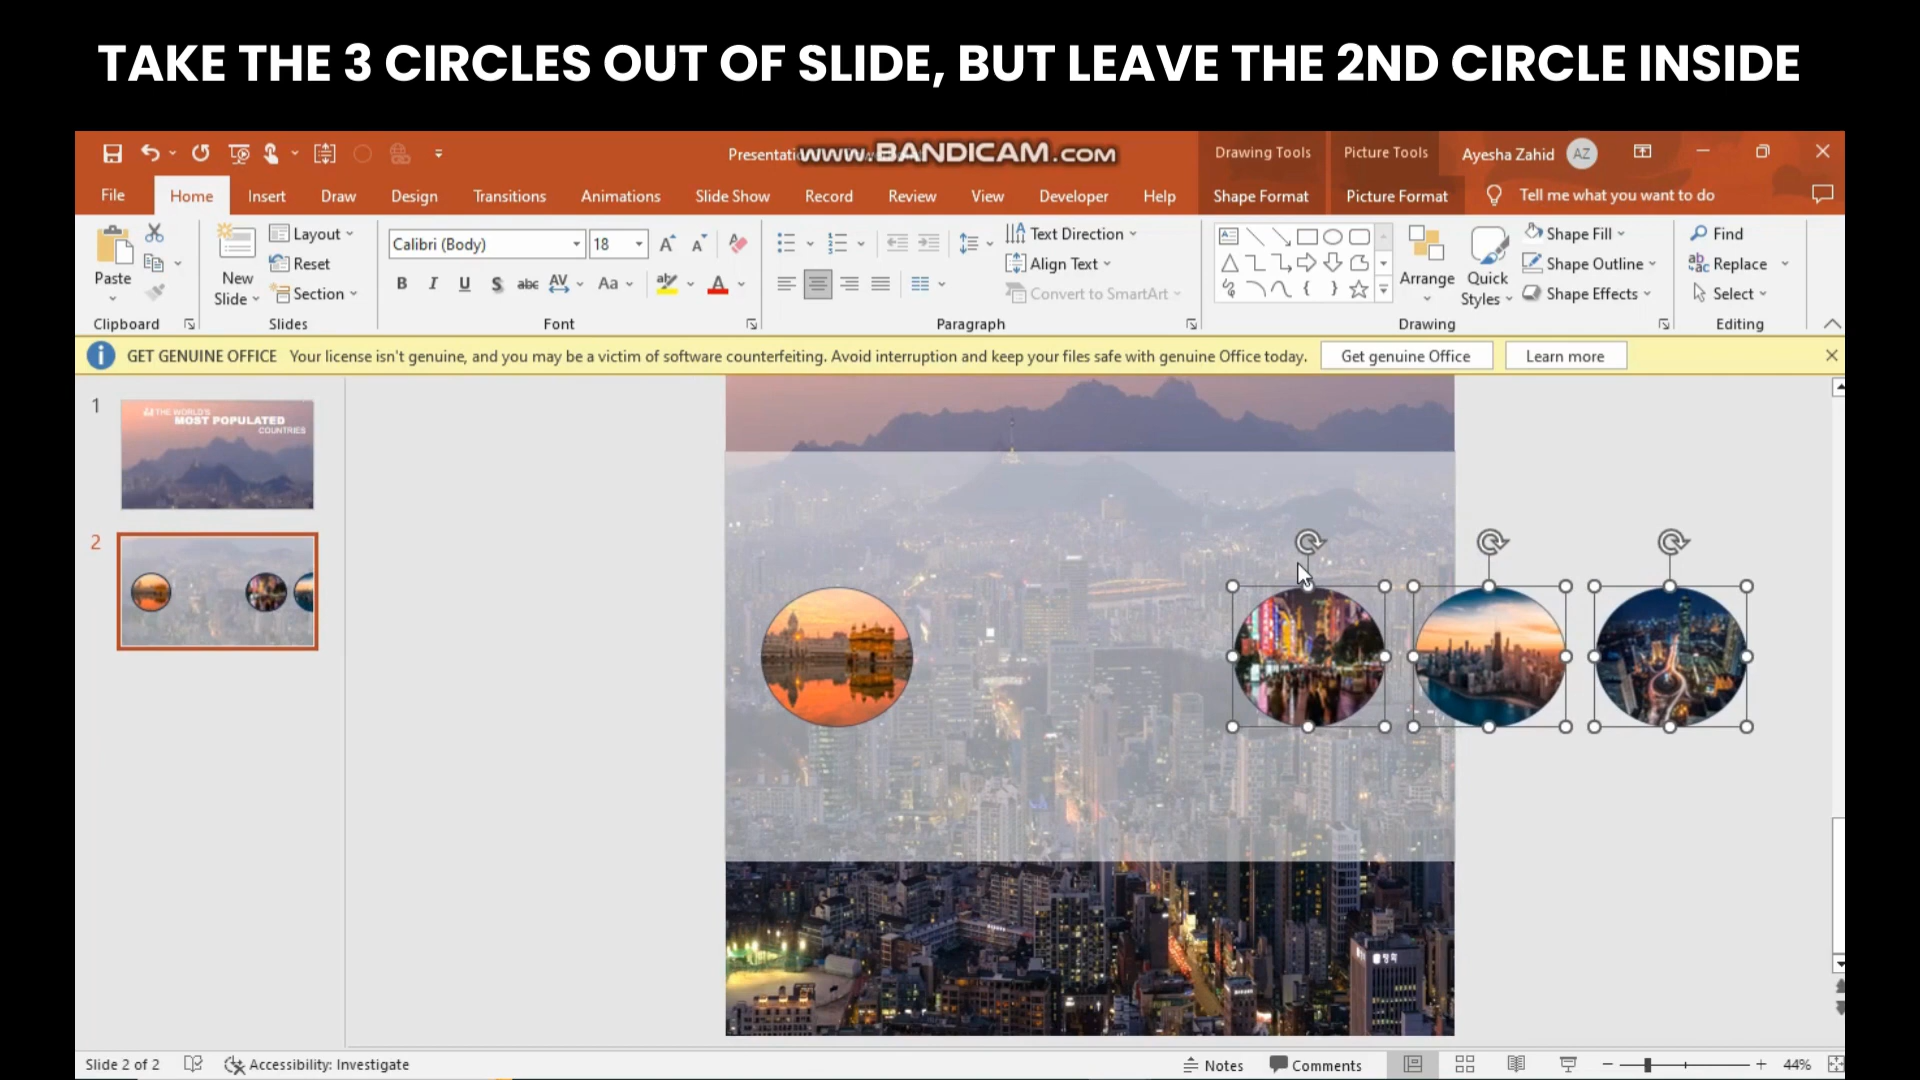 TAKE THE 3 CIRCLES OUT OF SLIDE, BUT LEAVE THE 2ND CIRCLE INSIDE
Presentati
www.BANDICAM.com
Drawing Tools
Picture Tools
Ayesha Zahid
AZ
File
Home
Insert
Draw
Design
Transitions
Animations
Slide Show
Record
Review
View
Developer
Help
Shape Format
Picture Format
Tell me what you want to do
Paste
New
Slide
Layout
Reset
Section
Calibri (Body)
18
B I U S abc AV Aa A
Text Direction
Align Text
Convert to SmartArt
Arrange
Quick
Styles
Shape Fill
Shape Outline
Shape Effects
Find
Replace
Select
Clipboard
Slides
Font
Paragraph
Drawing
Editing
GET GENUINE OFFICE Your license isn't genuine, and you may be a victim of software counterfeiting. Avoid interruption and keep your files safe with genuine Office today.
Get genuine Office
Learn more
1
THE WORLD'S
MOST POPULATED
COUNTRIES
2
Slide 2 of 2
Accessibility: Investigate
Notes
Comments
44%